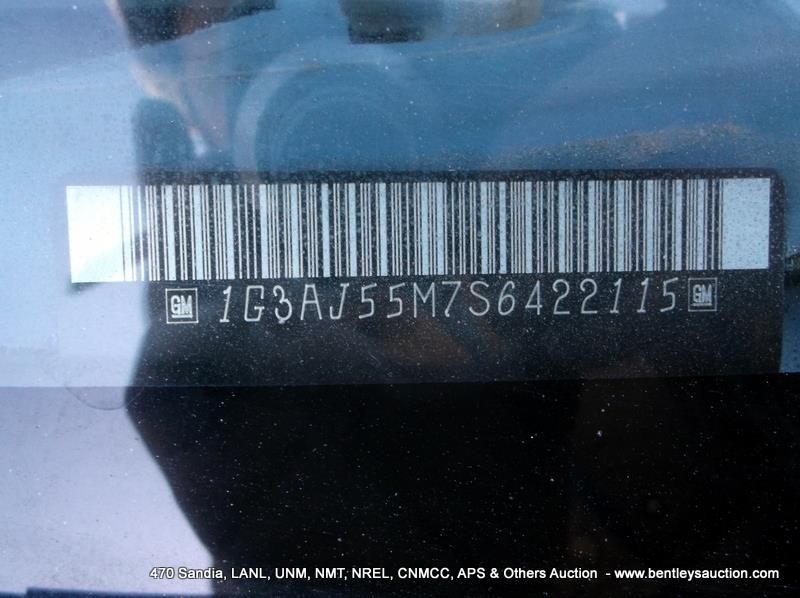 GM 1G3AJ55M7S6422115 GM
470 Sandia, LANL, UNM, NMT, NREL, CNMCC, APS & Others Auction - www.bentleysauction.com